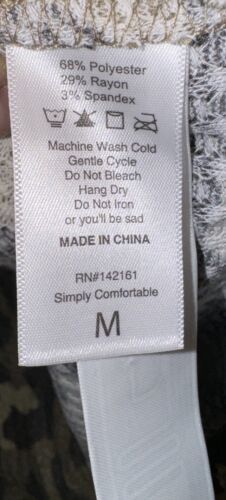 68% Polyester
29% Rayon
3% Spandex
Machine Wash Cold
Gentle Cycle
Do Not Bleach
Hang Dry
Do Not Iron
or you'll be sad
MADE IN CHINA
RN#142161
Simply Comfortable
M